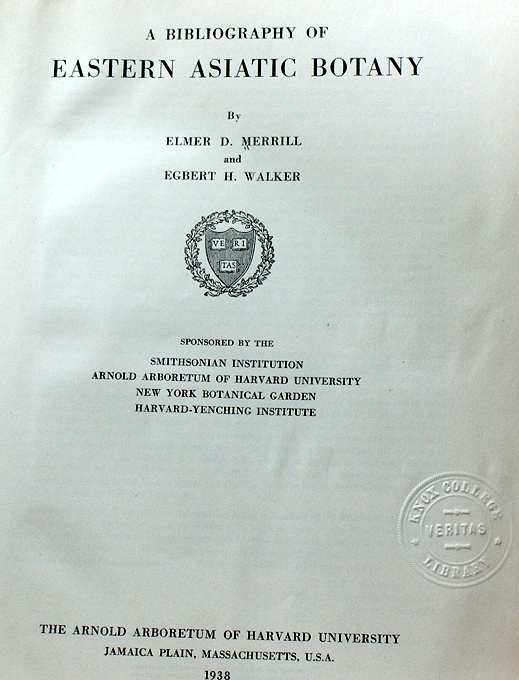 A BIBLIOGRAPHY OF
EASTERN ASIATIC BOTANY
By
ELMER D. MERRILL
and
EGBERT H. WALKER
VE RI
TAS
SPONSORED BY THE
SMITHSONIAN INSTITUTION
ARNOLD ARBORETUM OF HARVARD UNIVERSITY
NEW YORK BOTANICAL GARDEN
HARVARD-YENCHING INSTITUTE
KNOX COLLEGE
VERITAS
LIBRARY
THE ARNOLD ARBORETUM OF HARVARD UNIVERSITY
JAMAICA PLAIN, MASSACHUSETTS, U.S.A.
1938